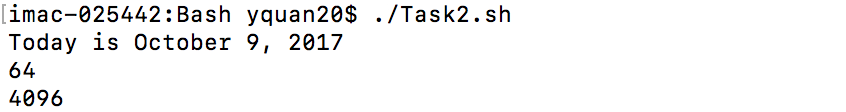 [imac-025442:Bash yquan20$ ./Task2.sh
Today is October 9, 2017
64
4096